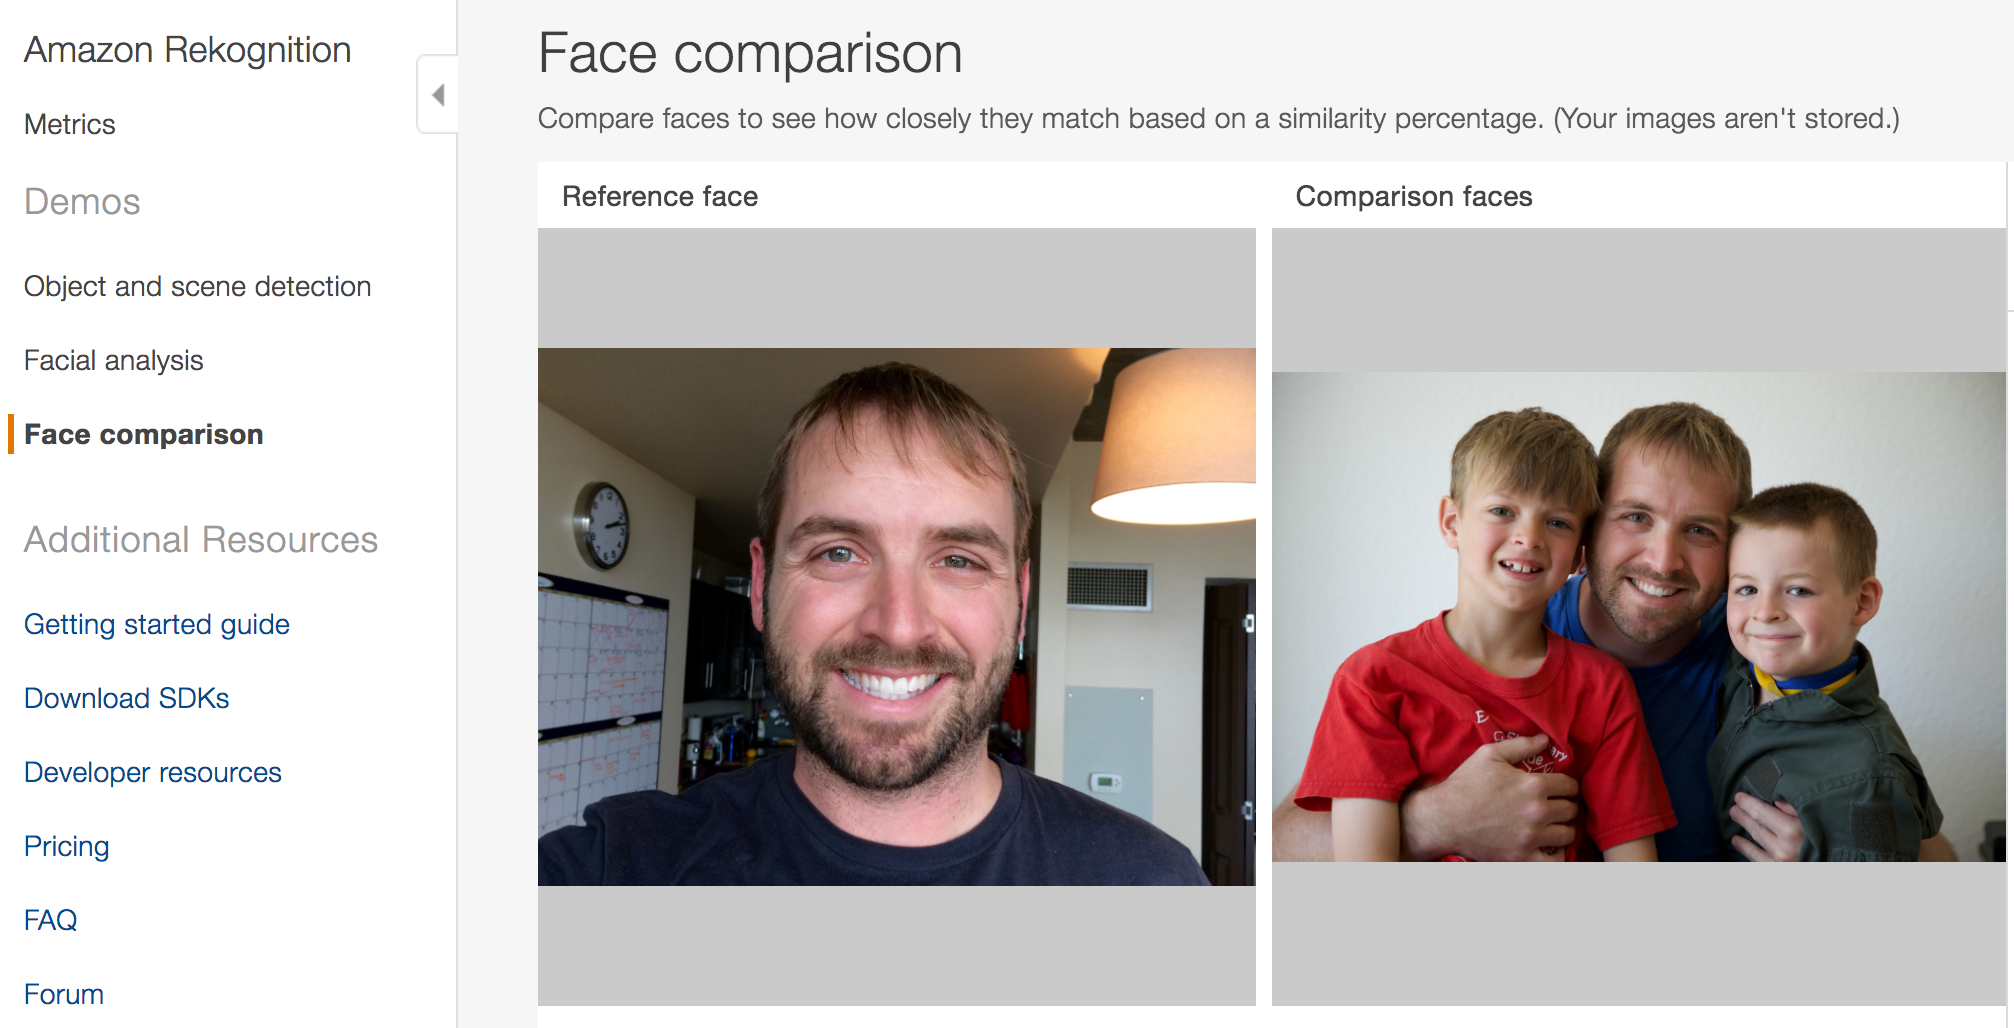 Amazon Rekognition
Metrics
Demos
Object and scene detection
Facial analysis
Face comparison
Additional Resources
Getting started guide
Download SDKs
Developer resources
Pricing
FAQ
Forum
Face comparison
Compare faces to see how closely they match based on a similarity percentage. (Your images aren't stored.)
Reference face
Comparison faces